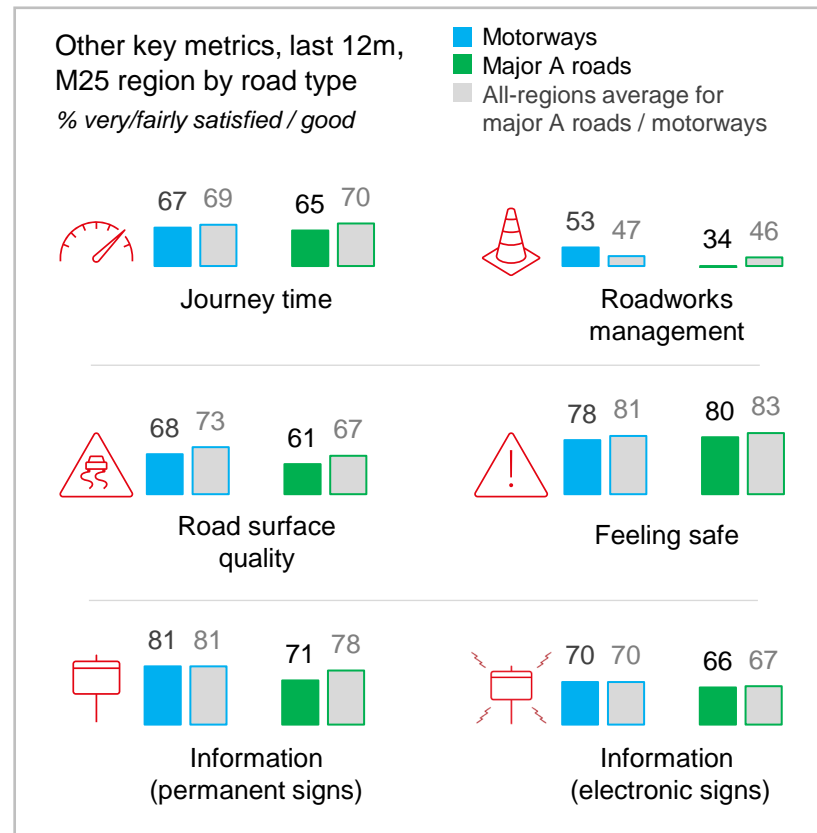 Other key metrics, last 12m,
M25 region by road type
% very/fairly satisfied / good
Motorways
Major A roads
All-regions average for
major A roads / motorways
67 69 65 70
Journey time
53 47 34 46
Roadworks
management
68 73 61 67
Road surface
quality
78 81 80 83
Feeling safe
81 81 71 78
Information
(permanent signs)
70 70 66 67
Information
(electronic signs)